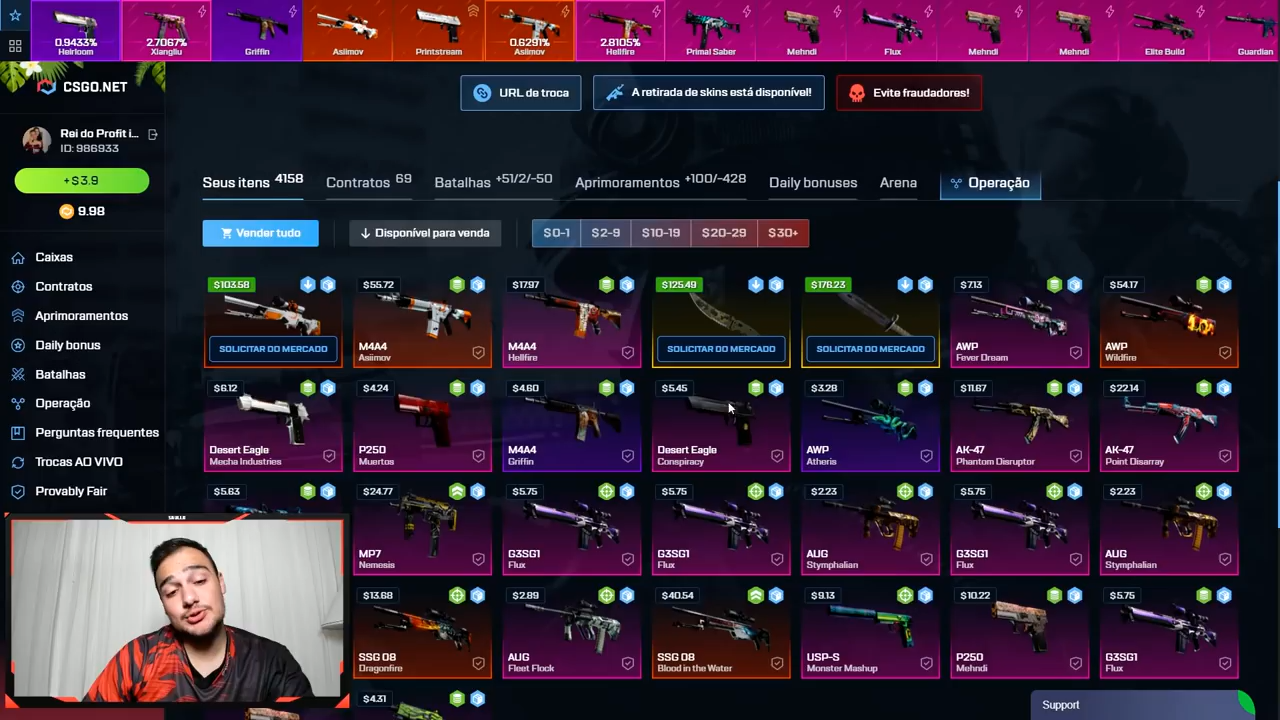 0.9433%
Heirloom
2.7067%
Xiangliu
Griffin
Asiimov
Printstream
0.6291%
Asiimov
2.8105%
Hellfire
Primal Saber
Mehndi
Flux
Mehndi
Mehndi
Elite Build
Guardian
CSGO.NET
URL de troca
A retirada de skins está disponível!
Evite fraudadores!
Rei do Profit i...
ID: 986933
+$3.9
9.98
Seus itens 4158
Contratos 69
Batalhas +51/2/-50
Aprimoramentos +100/-428
Daily bonuses
Arena
Operação
Vender tudo
Disponível para venda
$0-1
$2-9
$10-19
$20-29
$30+
Caixas
Contratos
Aprimoramentos
Daily bonus
Batalhas
Operação
Perguntas frequentes
Trocas AO VIVO
Provably Fair
$103.58
SOLICITAR DO MERCADO
$55.72
M4A4
Asiimov
$17.97
M4A4
Hellfire
$125.49
SOLICITAR DO MERCADO
$176.23
SOLICITAR DO MERCADO
$7.13
AWP
Fever Dream
$54.17
AWP
Wildfire
$6.12
Desert Eagle
Mecha Industries
$4.24
P250
Muertos
$4.60
M4A4
Griffin
$5.45
Desert Eagle
Conspiracy
$3.28
AWP
Atheris
$11.67
AK-47
Phantom Disruptor
$22.14
AK-47
Point Disarray
$5.63
$24.77
MP7
Nemesis
$5.75
G3SG1
Flux
$5.75
G3SG1
Flux
$2.23
AUG
Stymphalian
$5.75
G3SG1
Flux
$2.23
AUG
Stymphalian
$13.68
SSG 08
Dragonfire
$2.89
AUG
Fleet Flock
$40.54
SSG 08
Blood in the Water
$9.13
USP-S
Monster Mashup
$10.22
P250
Mehndi
$5.75
G3SG1
Flux
$4.31
Support